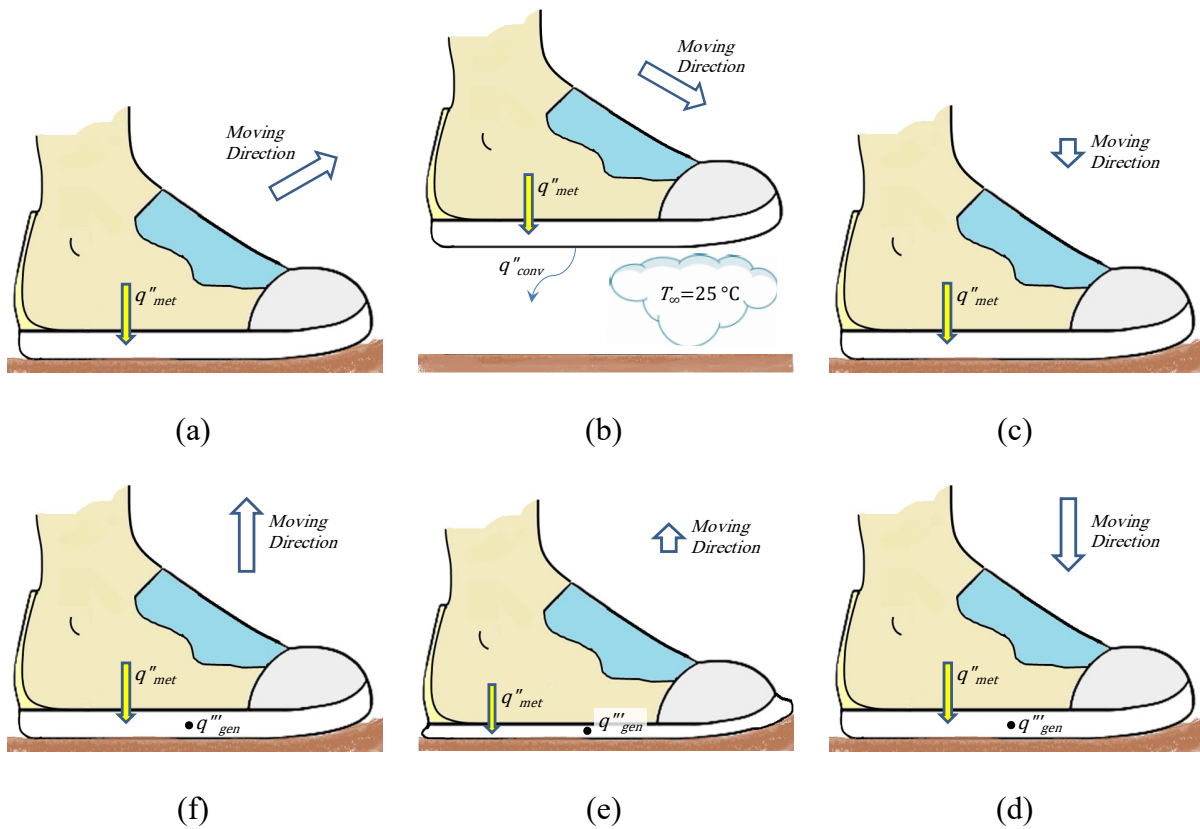 Moving
Direction
q"met
(a)
Moving
Direction
q"met
q"conv
T∞=25 °C
(b)
Moving
Direction
q"met
(c)
Moving
Direction
q"met
q‴gen
(f)
Moving
Direction
q"met
q‴gen
(e)
Moving
Direction
q"met
q‴gen
(d)